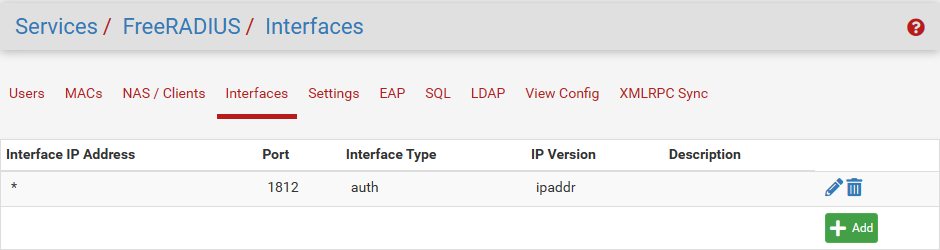 Services / FreeRADIUS / Interfaces ?
Users MACs NAS / Clients Interfaces Settings EAP SQL LDAP View Config XMLRPC Sync
Interface IP Address Port Interface Type IP Version Description
* 1812 auth ipaddr
+ Add